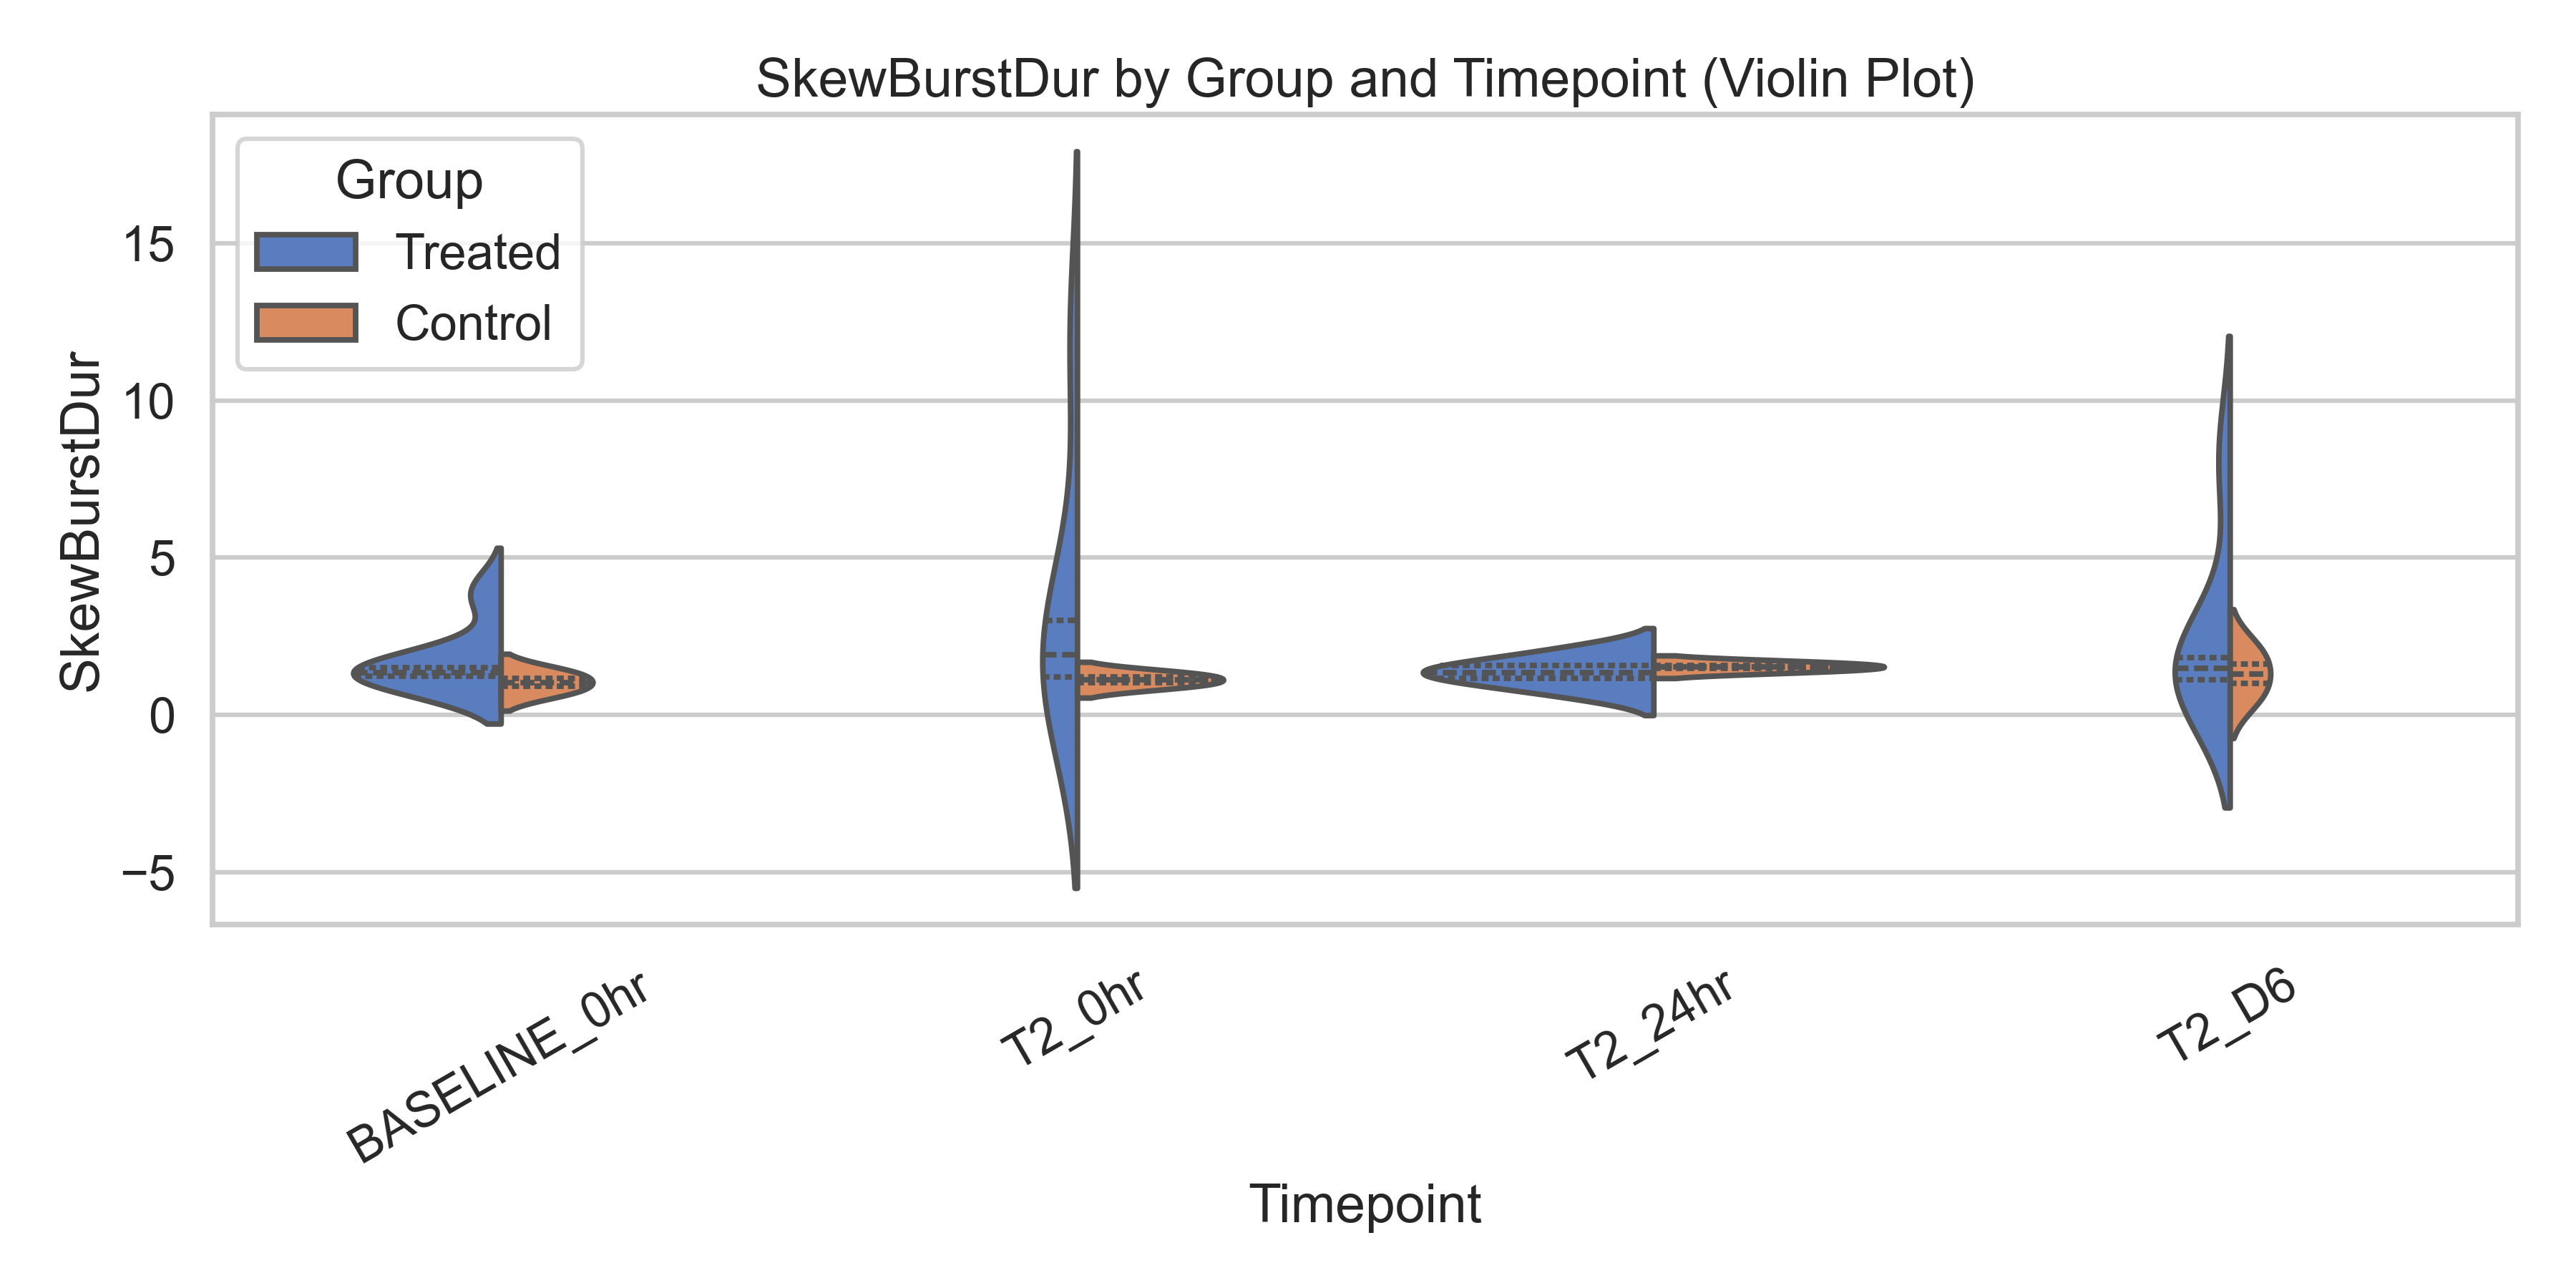 SkewBurstDur by Group and Timepoint (Violin Plot)
Group
Treated
Control
SkewBurstDur
15
10
5
0
−5
BASELINE_0hr
T2_0hr
T2_24hr
T2_D6
Timepoint